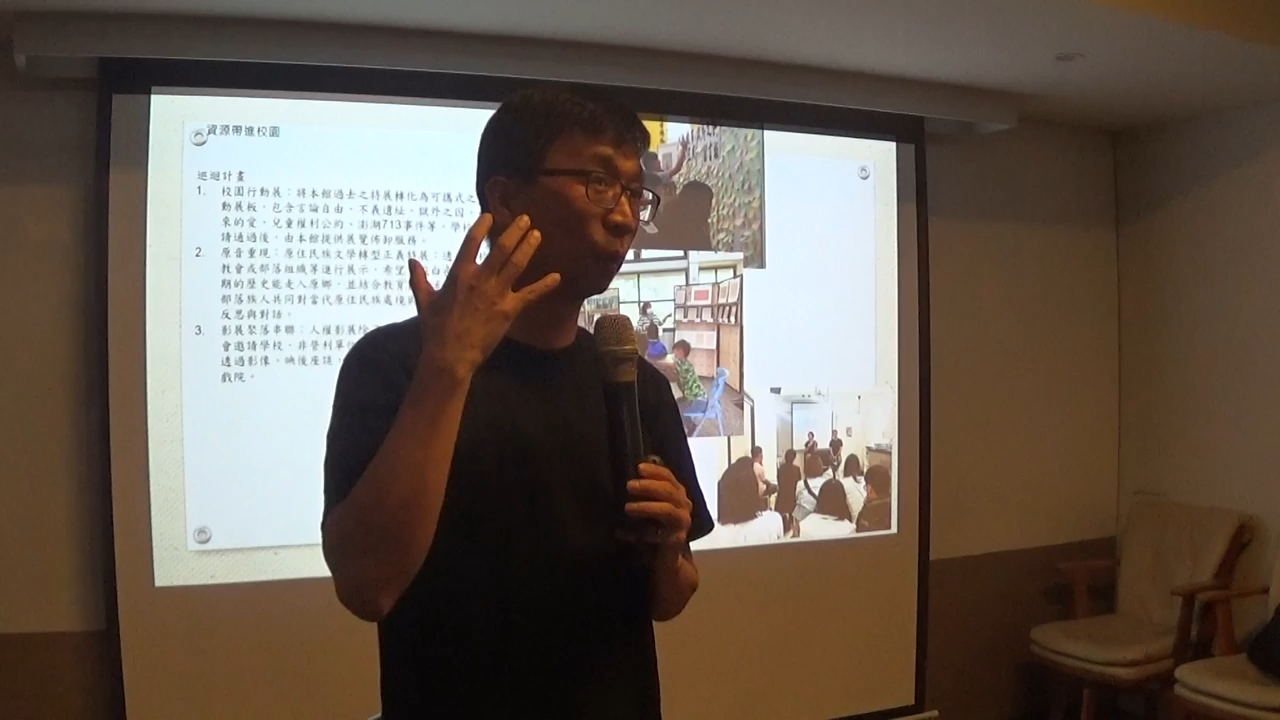 資源帶進校園
巡迴計畫
1. 校園行動展：將本館過去之特展轉化為可攜式之
動展板，包含言論自由、不義遺址、獄外之囚、
來的愛、兒童權利公約、澎湖713事件等，學校
請通過後，由本館提供展覽佈卸服務。
2. 原音重現：原住民族文學轉型正義特展：透
教會或部落組織等進行展示，希望 白
期的歷史能走入原鄉，並結合教育
部落族人共同對當代原住民族處境
反思與對話。
3. 影展聚落串聯：人權影展
會邀請學校、非營利單
透過影像、映後座談，
戲院。